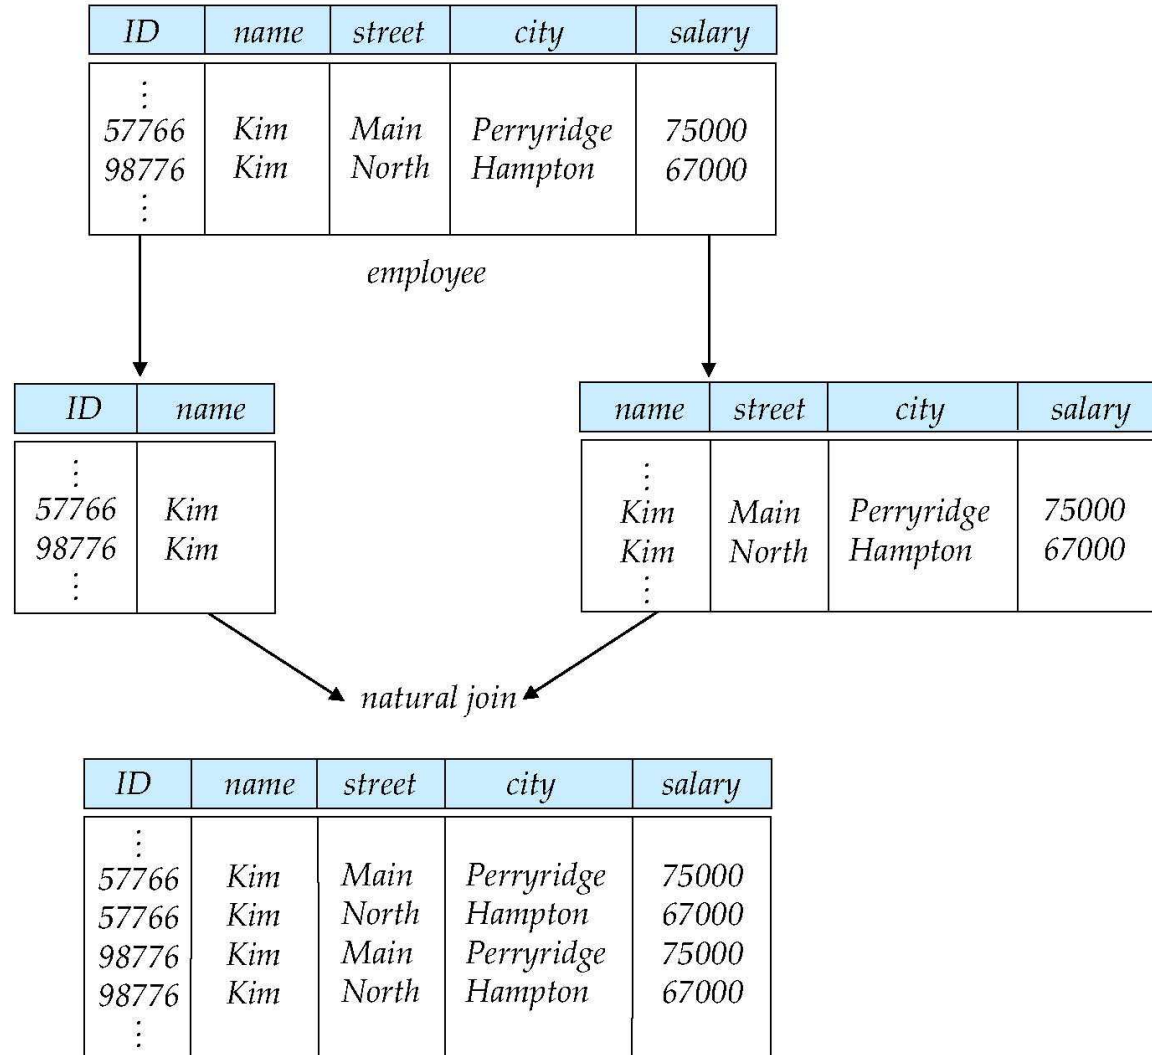 ID name street city salary
⋮
57766 Kim Main Perryridge 75000
98776 Kim North Hampton 67000
⋮
employee
ID name
⋮
57766 Kim
98776 Kim
⋮
name street city salary
⋮
Kim Main Perryridge 75000
Kim North Hampton 67000
⋮
natural join
ID name street city salary
⋮
57766 Kim Main Perryridge 75000
57766 Kim North Hampton 67000
98776 Kim Main Perryridge 75000
98776 Kim North Hampton 67000
⋮